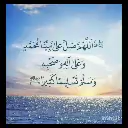 اللهم صل على نبينا محمد
وعلى آله وصحبه
وسلم تسليما كثيرا